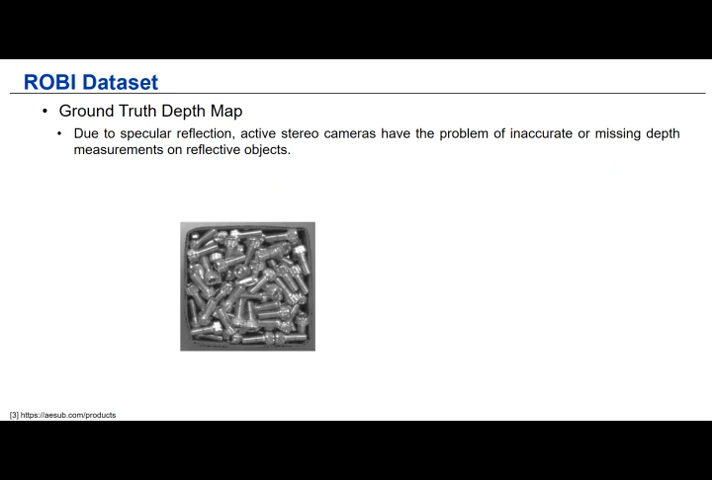 ROBI Dataset
• Ground Truth Depth Map
• Due to specular reflection, active stereo cameras have the problem of inaccurate or missing depth
measurements on reflective objects.
[3] https://aesub.com/products